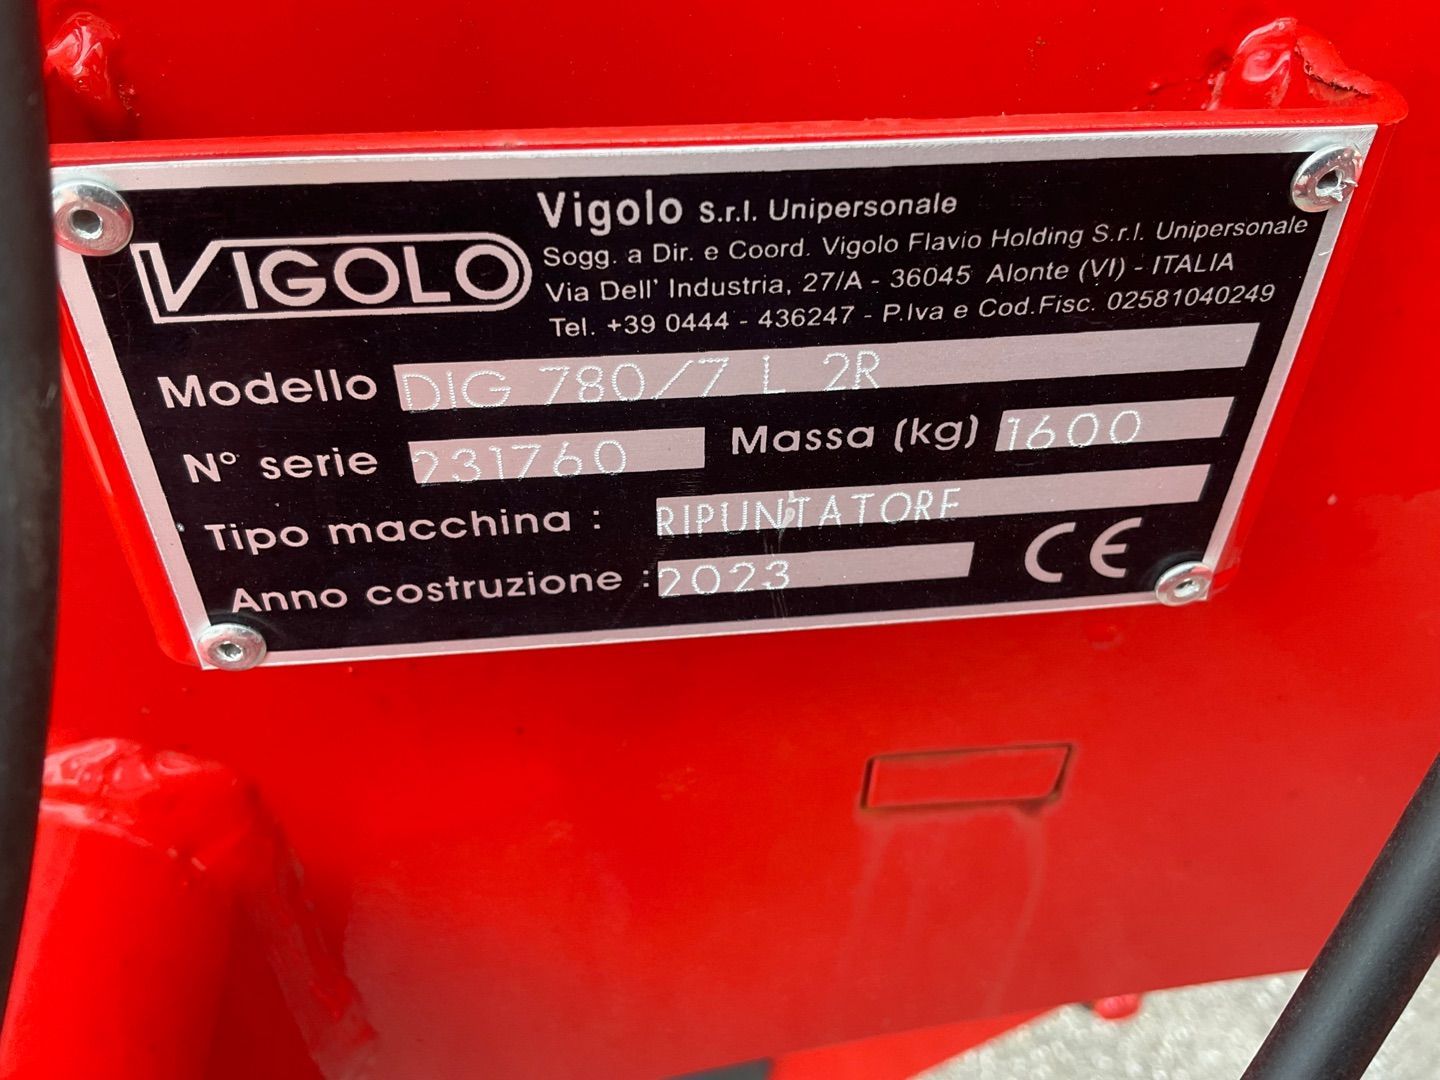 VIGOLO
Vigolo s.r.l. Unipersonale
Sogg. a Dir. e Coord. Vigolo Flavio Holding S.r.l. Unipersonale
Via Dell' Industria, 27/A - 36045 Alonte (VI) - ITALIA
Tel. +39 0444 - 436247 - P.Iva e Cod.Fisc. 02581040249
Modello DIG 780/7 L 2R
N° serie 231760 Massa (kg) 1600
Tipo macchina : RIPUNTATORE
Anno costruzione : 2023 CE